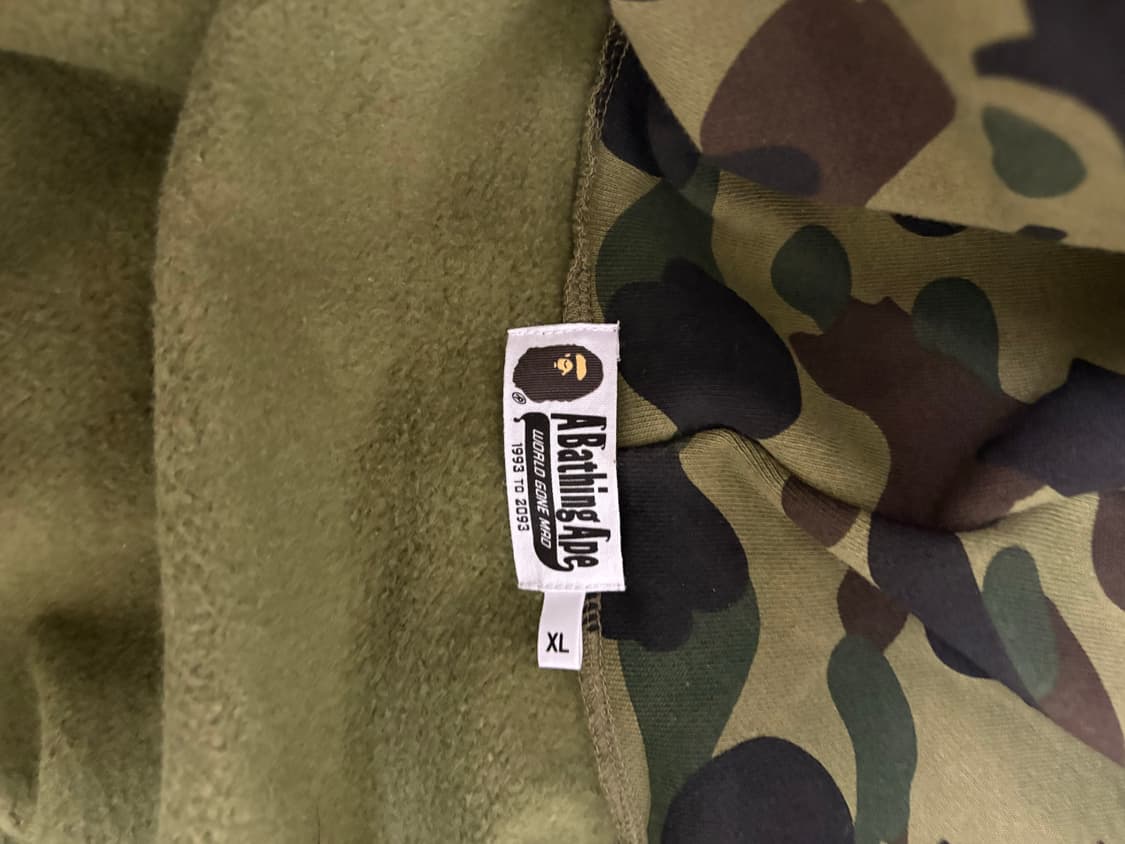 ®
A Bathing Ape
WORLD GONE MAD
1993 TO 2093
XL